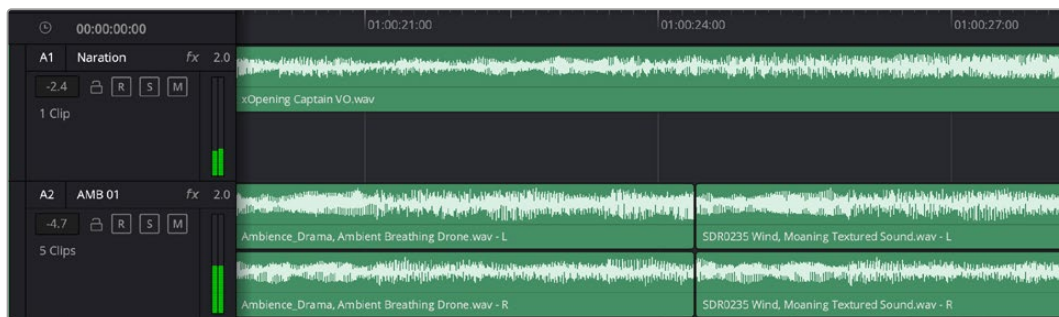 00:00:00:00 01:00:21:00 01:00:24:00 01:00:27:00
A1 Naration fx 2.0
-2.4 R S M
xOpening Captain VO.wav
1 Clip
A2 AMB 01 fx 2.0
-4.7 R S M
Ambience_Drama, Ambient Breathing Drone.wav - L SDR0235 Wind, Moaning Textured Sound.wav - L
5 Clips
Ambience_Drama, Ambient Breathing Drone.wav - R SDR0235 Wind, Moaning Textured Sound.wav - R